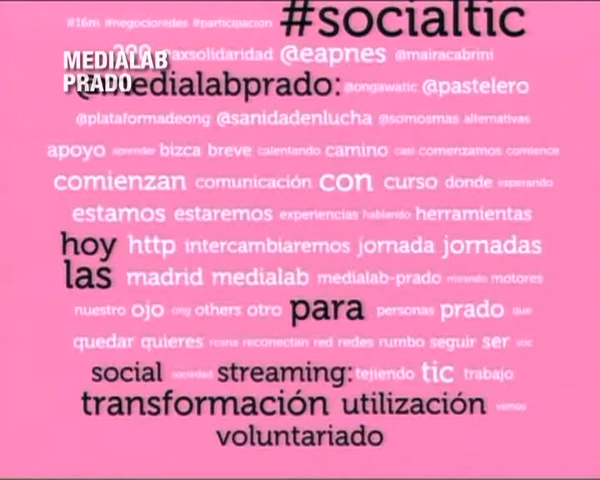 #16m #negocioredes #participacion #socialtic
axsolidaridad @eapnes @mairacabrini
MEDIALAB
PRADO
@medialabprado: @ongawatic @pastelero
@plataformadeong @sanidadenlucha @somosmas alternativas
apoyo aprender bizca breve calentando camino casi comenzamos comience
comienzan comunicación con curso donde esperando
estamos estaremos experiencias hablando herramientas
hoy http intercambiaremos jornada jornadas
las madrid medialab medialab-prado mirando motores
nuestro ojo ong others otro para personas prado que
quedar quieres reconectan red redes rumbo seguir ser soc
social sociedad streaming: tejiendo tic trabajo
transformación utilización vamos
voluntariado